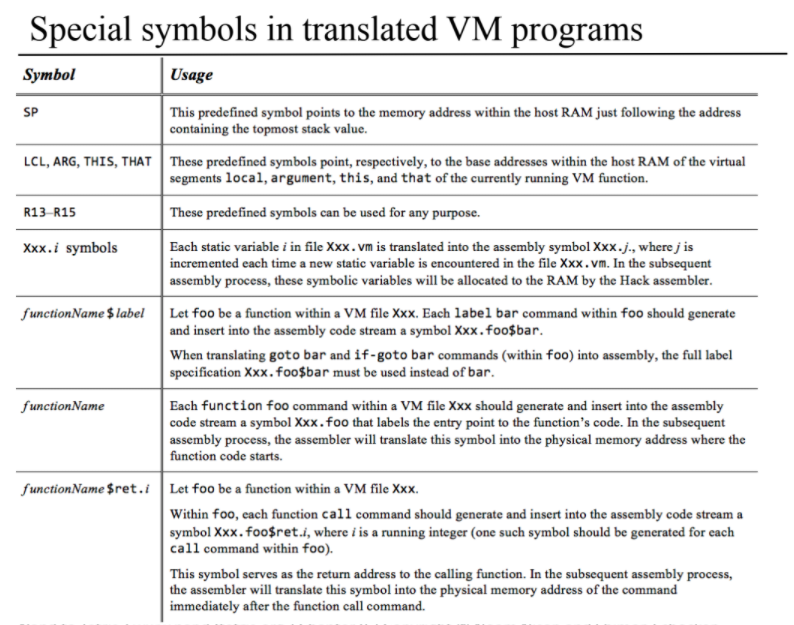 Special symbols in translated VM programs
Symbol Usage
SP This predefined symbol points to the memory address within the host RAM just following the address
containing the topmost stack value.
LCL, ARG, THIS, THAT These predefined symbols point, respectively, to the base addresses within the host RAM of the virtual
segments local, argument, this, and that of the currently running VM function.
R13–R15 These predefined symbols can be used for any purpose.
Xxx.i symbols Each static variable i in file Xxx.vm is translated into the assembly symbol Xxx.j., where j is
incremented each time a new static variable is encountered in the file Xxx.vm. In the subsequent
assembly process, these symbolic variables will be allocated to the RAM by the Hack assembler.
functionName$label Let foo be a function within a VM file Xxx. Each label bar command within foo should generate
and insert into the assembly code stream a symbol Xxx.foo$bar.
When translating goto bar and if-goto bar commands (within foo) into assembly, the full label
specification Xxx.foo$bar must be used instead of bar.
functionName Each function foo command within a VM file Xxx should generate and insert into the assembly
code stream a symbol Xxx.foo that labels the entry point to the function's code. In the subsequent
assembly process, the assembler will translate this symbol into the physical memory address where the
function code starts.
functionName$ret.i Let foo be a function within a VM file Xxx.
Within foo, each function call command should generate and insert into the assembly code stream a
symbol Xxx.foo$ret.i, where i is a running integer (one such symbol should be generated for each
call command within foo).
This symbol serves as the return address to the calling function. In the subsequent assembly process,
the assembler will translate this symbol into the physical memory address of the command
immediately after the function call command.